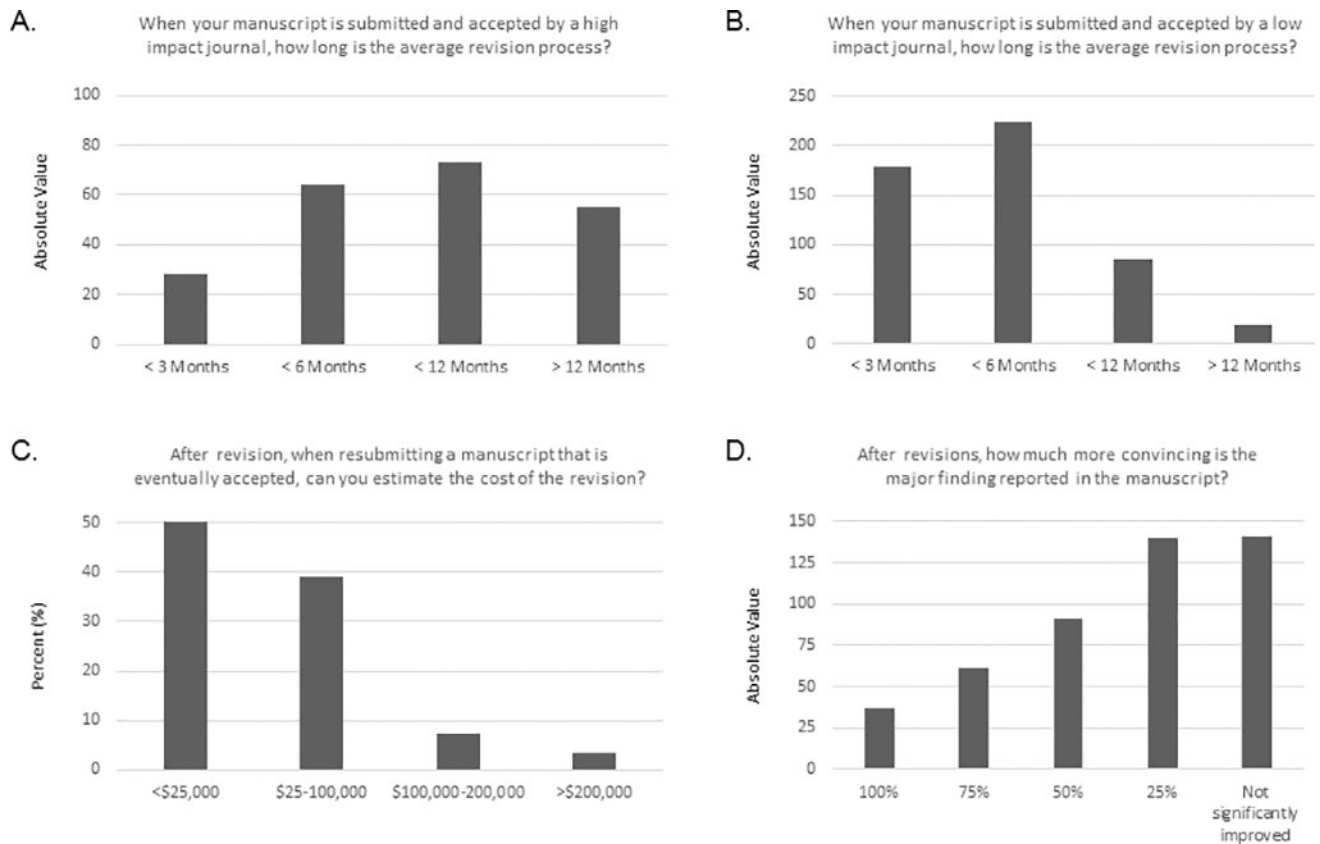 A.
When your manuscript is submitted and accepted by a high
impact journal, how long is the average revision process?
Absolute Value
100
80
60
40
20
0
< 3 Months
< 6 Months
< 12 Months
> 12 Months
B.
When your manuscript is submitted and accepted by a low
impact journal, how long is the average revision process?
Absolute Value
250
200
150
100
50
0
< 3 Months
< 6 Months
< 12 Months
> 12 Months
C.
After revision, when resubmitting a manuscript that is
eventually accepted, can you estimate the cost of the revision?
Percent (%)
50
40
30
20
10
0
<$25,000
$25-100,000
$100,000-200,000
>$200,000
D.
After revisions, how much more convincing is the
major finding reported in the manuscript?
Absolute Value
150
125
100
75
50
25
0
100%
75%
50%
25%
Not
significantly
improved